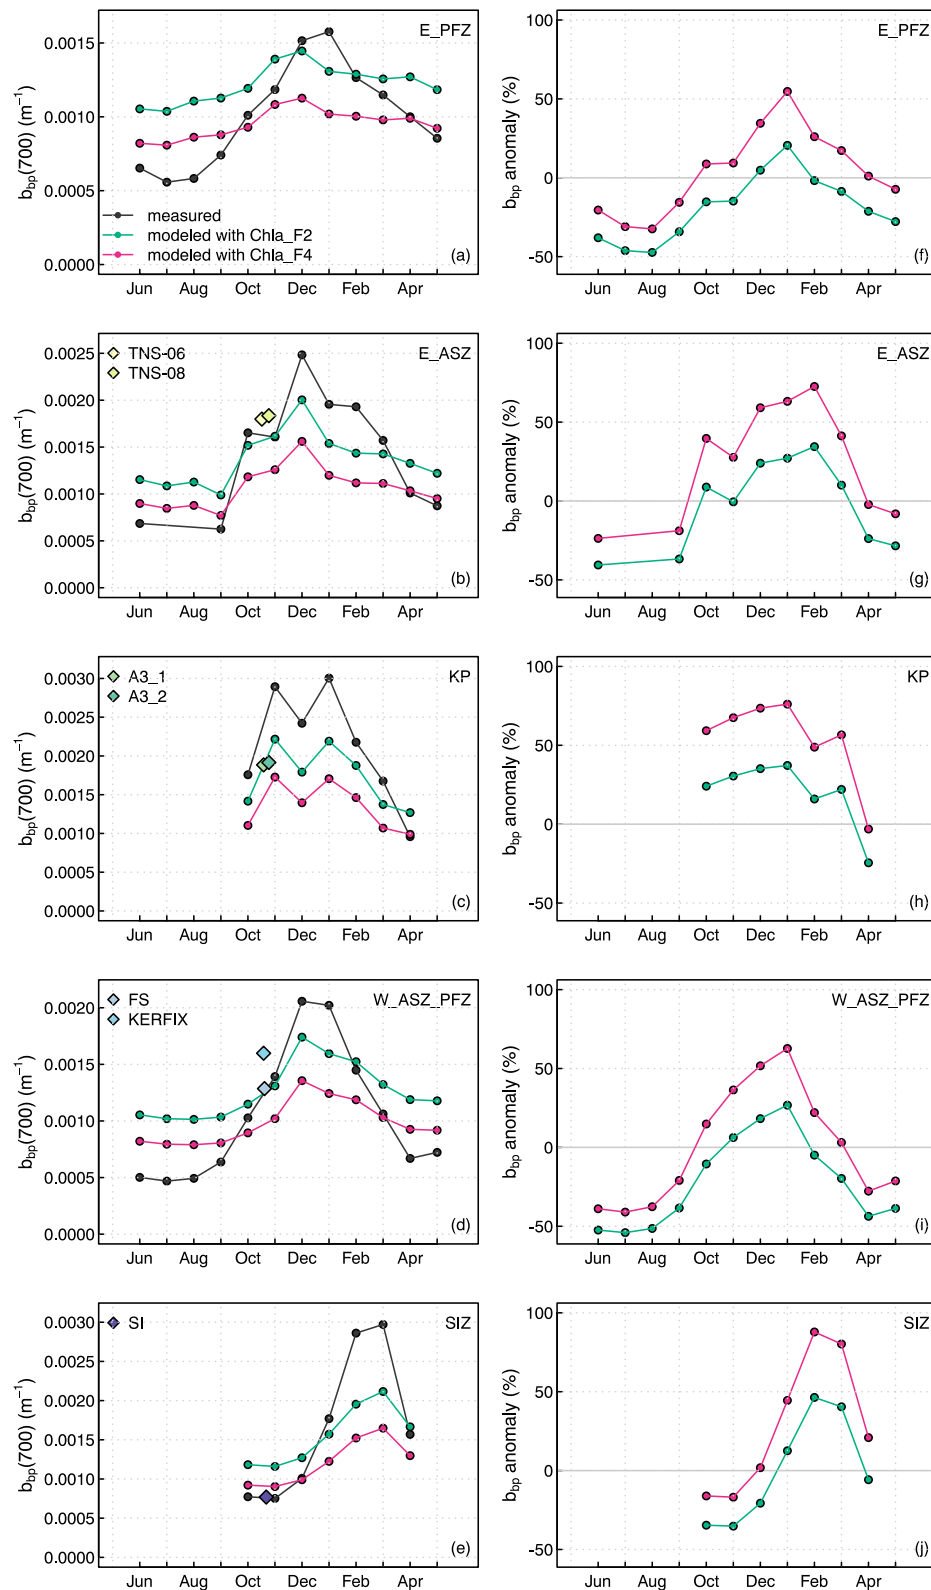 E_PFZ
b_bp(700) (m⁻¹)
0.0015
0.0010
0.0005
0.0000
measured
modeled with Chla_F2
modeled with Chla_F4
(a)
Jun Aug Oct Dec Feb Apr
E_PFZ
b_bp anomaly (%)
100
50
0
-50
(f)
Jun Aug Oct Dec Feb Apr
TNS-06
TNS-08
E_ASZ
b_bp(700) (m⁻¹)
0.0025
0.0020
0.0015
0.0010
0.0005
0.0000
(b)
Jun Aug Oct Dec Feb Apr
E_ASZ
b_bp anomaly (%)
100
50
0
-50
(g)
Jun Aug Oct Dec Feb Apr
A3_1
A3_2
KP
b_bp(700) (m⁻¹)
0.0030
0.0025
0.0020
0.0015
0.0010
0.0005
0.0000
(c)
Jun Aug Oct Dec Feb Apr
KP
b_bp anomaly (%)
100
50
0
-50
(h)
Jun Aug Oct Dec Feb Apr
FS
KERFIX
W_ASZ_PFZ
b_bp(700) (m⁻¹)
0.0020
0.0015
0.0010
0.0005
0.0000
(d)
Jun Aug Oct Dec Feb Apr
W_ASZ_PFZ
b_bp anomaly (%)
100
50
0
-50
(i)
Jun Aug Oct Dec Feb Apr
SI
SIZ
b_bp(700) (m⁻¹)
0.0030
0.0025
0.0020
0.0015
0.0010
0.0005
0.0000
(e)
Jun Aug Oct Dec Feb Apr
SIZ
b_bp anomaly (%)
100
50
0
-50
(j)
Jun Aug Oct Dec Feb Apr